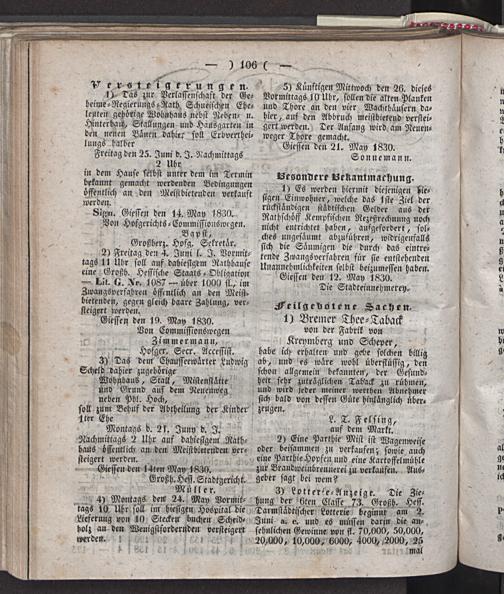 — ) 106 ( —
Versteigerungen.
1) Das zur Verlassenschaft der Ge-
heime-Regierungs-Rath Schueischen Ehe-
leuten gehörige Wohnhaus nebst Neben- u.
Hinterbau, Stallungen und Hausgarten in
den neuen Bäuen dahier soll Erbverthei-
lungs halber
Freitag den 25. Juni d. J. Nachmittags
2 Uhr
in dem Hause selbst unter dem im Termin
bekannt gemacht werdenden Bedingungen
öffentlich an den Meistbietenden verkauft
werden.
Sign. Giessen den 14. May 1830.
Von Hofgerichts-Commissionswegen.
Großherz. Hofg. Sekretär.
2) Freitag den 4. Juni l. J. Vormit-
tags 11 Uhr soll auf dahiesigem Rathhause
eine Großh. Hessische Staats-Obligation
— Lit. G. Nr. 1087 — über 1000 fl., im
Zwangsverfahren öffentlich an den Meist-
bietenden, gegen gleich baare Zahlung, ver-
steigert werden.
Giessen den 19. May 1830.
Von Commissionswegen
Zimmermann,
Hofger. Secr. Accessist.
3) Das dem Chausseewärter Ludwig
Scheld dahier zugehörige
Wohnhaus, Stall, Miststätte
und Grund auf dem Neuenweg
neben Pht. Hoch,
soll zum Behuf der Abtheilung der Kinder
1ter Ehe
Montags d. 21. Juny d. J.
Nachmittags 2 Uhr auf dahiesigem Rath-
haus öffentlich an den Meistbietenden ver-
steigert werden.
Giessen den 14ten May 1830.
Großh. Hess. Stadtgericht.
Müller.
4) Montags den 24. May Vormit-
tags 10 Uhr soll im hiesigen Hospital die
Lieferung von 10 Stecken buchen Scheid-
holz an den Wenigstfordernden versteigert
werden.
5) Künftigen Mittwoch den 26. dieses
Vormittags 10 Uhr, sollen die alten Planken
und Thore an den vier Wachthäusern da-
hier, auf den Abbruch meistbietend verstei-
gert werden. Der Anfang wird am Neuen-
weger Thore gemacht.
Giessen den 21. May 1830.
Sonnemann.
Besondere Bekantmachung.
1) Es werden hiermit diejenigen hie-
sigen Einwohner, welche das 1ste Ziel der
rückständigen städtischen Gelder aus der
Rathschöff Kempfischen Rezeßrechnung noch
nicht entrichtet haben, aufgefordert, sol-
ches ungesäumt abzuführen, widrigenfalls
sich die Säumigen die durch das eintre-
tende Zwangsverfahren für sie entstehenden
Unannehmlichkeiten selbst beizumessen haben.
Giessen den 12. May 1830.
Die Stadteinnehmerey.
Feilgebotene Sachen.
1) Bremer Thee-Taback
von der Fabrik von
Kreymborg und Scheper,
habe ich erhalten und gebe solchen billig
ab, und es wäre wohl überflüssig, den
schon allgemein bekannten, der Gesund-
heit sehr zuträglichen Taback zu rühmen,
und wird jeder meiner werthen Abnehmer
sich bald von dessen Güte hinlänglich über-
zeugen.
L. T. Felsing,
auf dem Markt.
2) Eine Parthie Mist ist Wagenweise
oder beisammen zu verkaufen; sowie auch
eine Parthie Hopfen und eine Kartoffelmühle
zur Brandweinbrennerei zu verkaufen. Aus-
geber sagt bei wem?
3) Lotterie-Anzeige. Die Zie-
hung der 6ten Classe 73. Großh. Hess.
Darmstädtischer Lotterie beginnt am 2.
Juni a. c. und es müssen darin die an-
sehnlichen Gewinne von fl. 70,000, 50,000,
20,000, 10,000, 6000, 4000, 2000, 25
mal